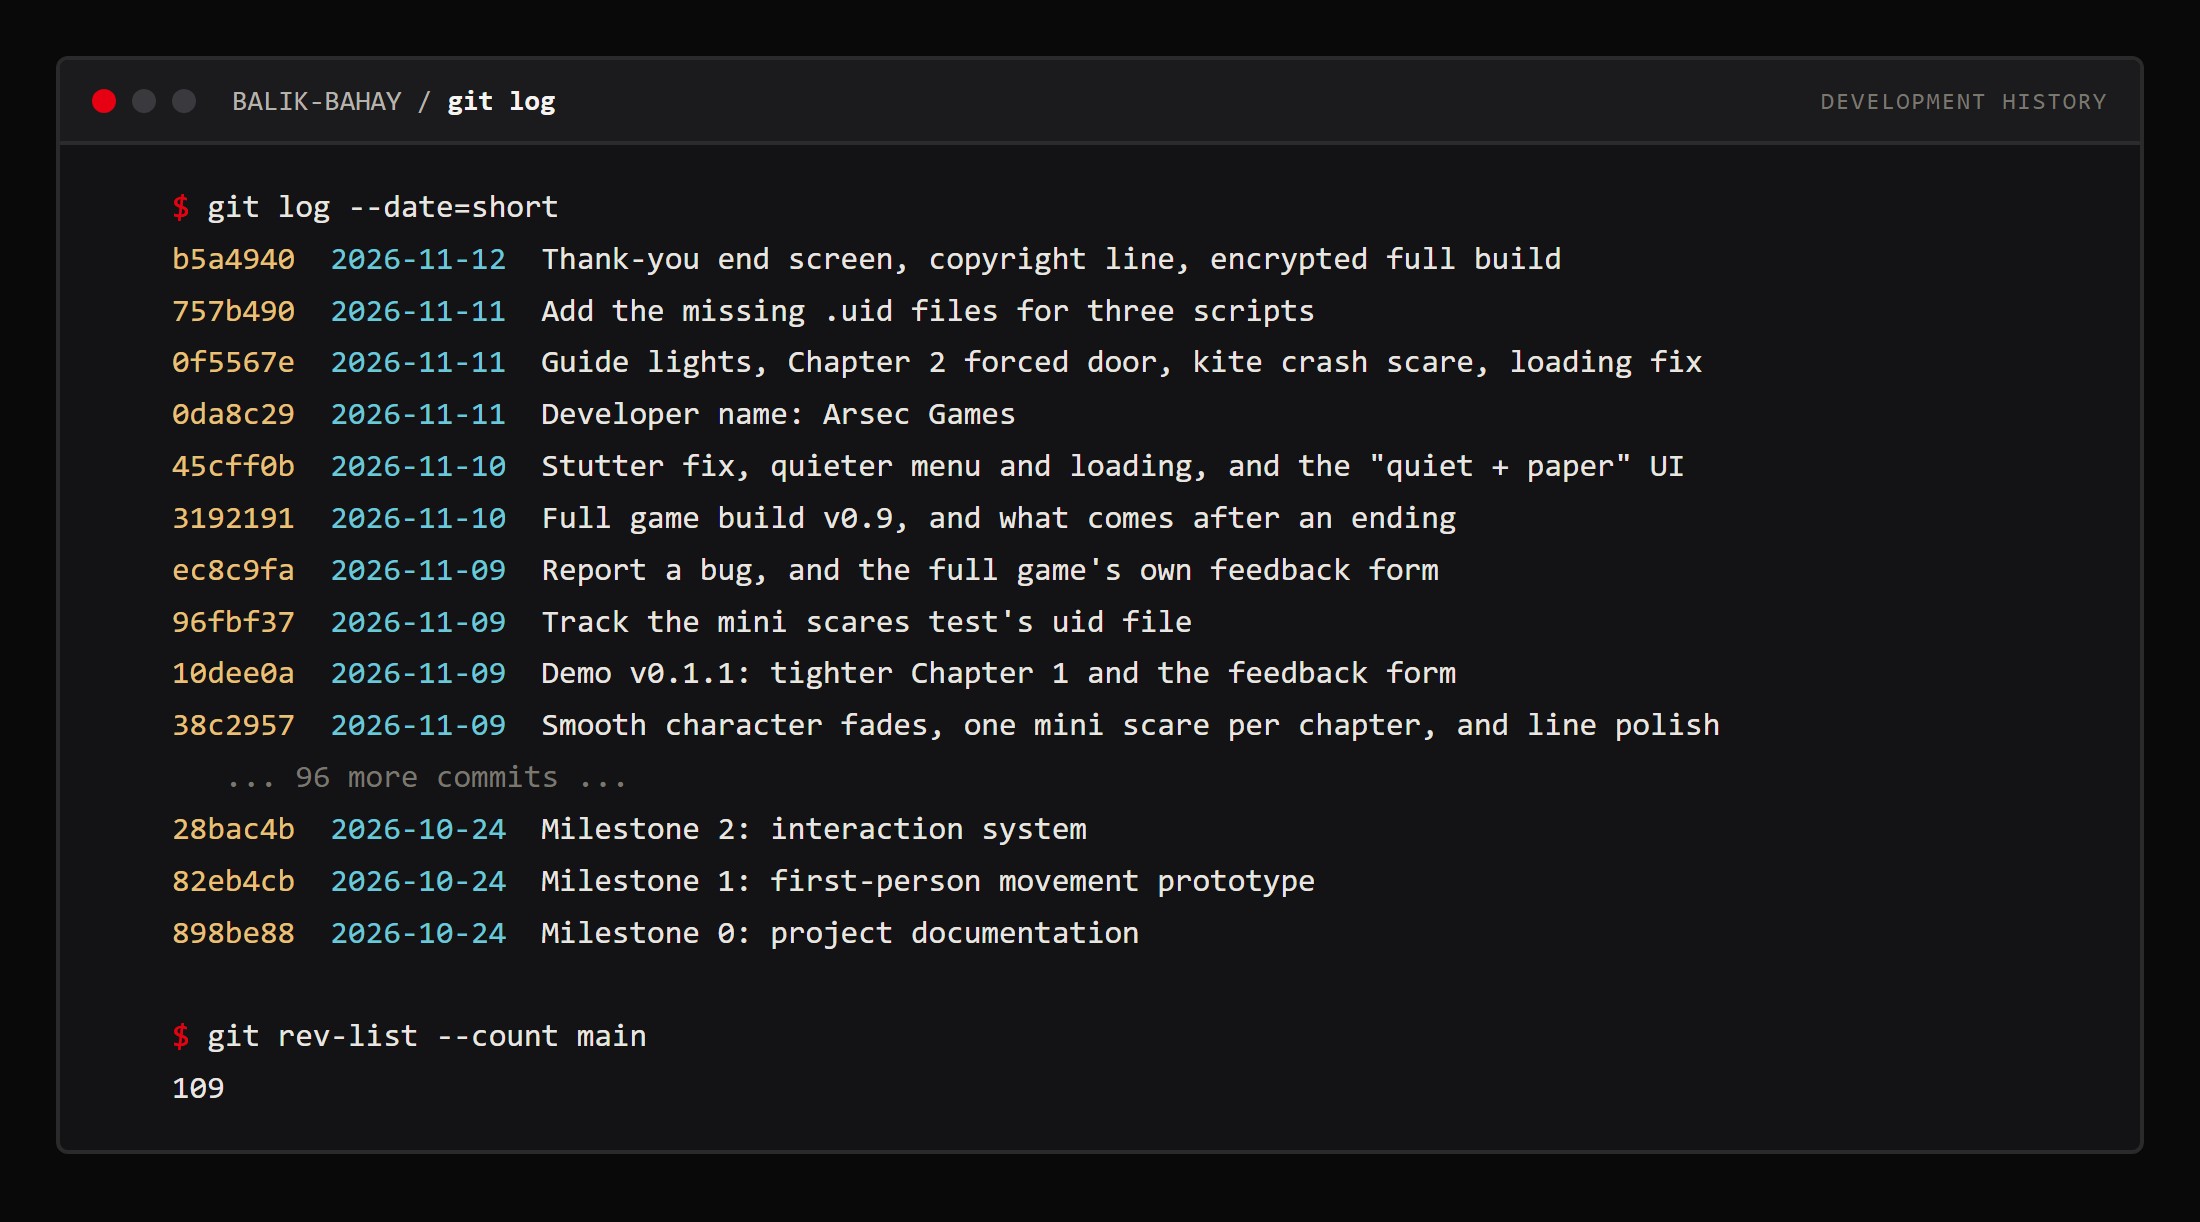 BALIK-BAHAY / git log
DEVELOPMENT HISTORY
$ git log --date=short
b5a4940  2026-11-12  Thank-you end screen, copyright line, encrypted full build
757b490  2026-11-11  Add the missing .uid files for three scripts
0f5567e  2026-11-11  Guide lights, Chapter 2 forced door, kite crash scare, loading fix
0da8c29  2026-11-11  Developer name: Arsec Games
45cff0b  2026-11-10  Stutter fix, quieter menu and loading, and the "quiet + paper" UI
3192191  2026-11-10  Full game build v0.9, and what comes after an ending
ec8c9fa  2026-11-09  Report a bug, and the full game's own feedback form
96fbf37  2026-11-09  Track the mini scares test's uid file
10dee0a  2026-11-09  Demo v0.1.1: tighter Chapter 1 and the feedback form
38c2957  2026-11-09  Smooth character fades, one mini scare per chapter, and line polish
... 96 more commits ...
28bac4b  2026-10-24  Milestone 2: interaction system
82eb4cb  2026-10-24  Milestone 1: first-person movement prototype
898be88  2026-10-24  Milestone 0: project documentation
$ git rev-list --count main
109